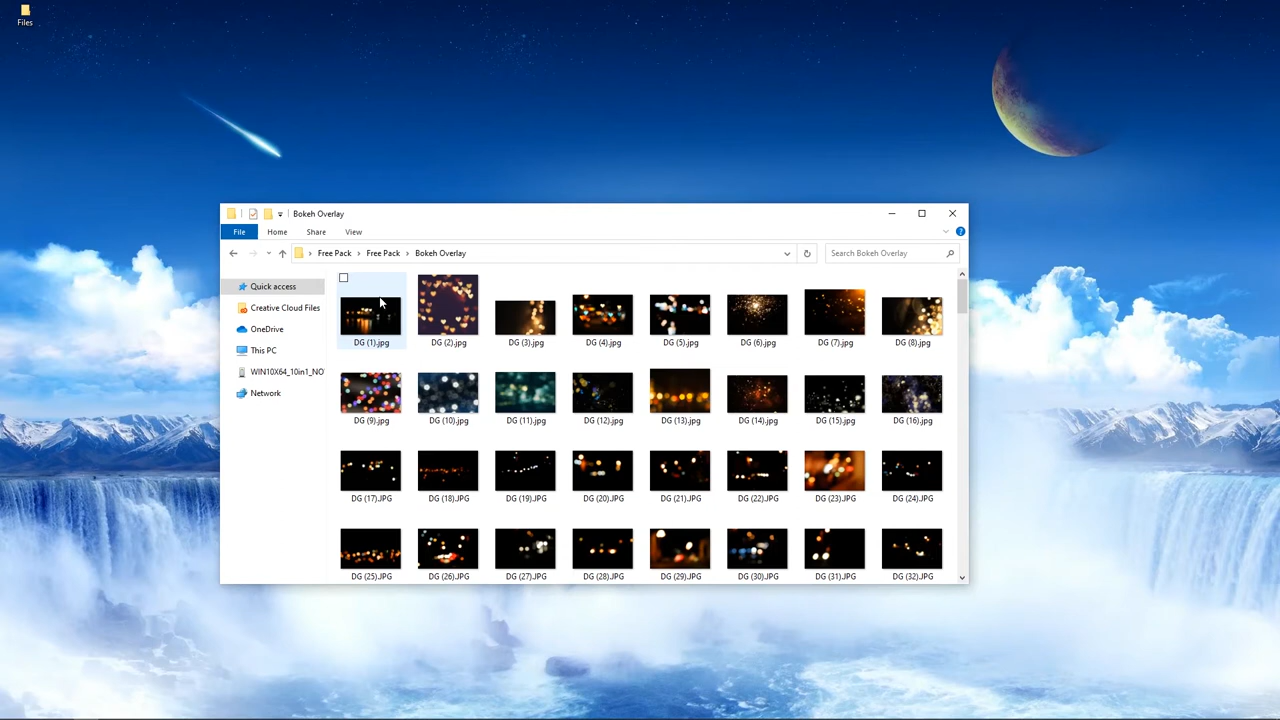 Files
Bokeh Overlay
File Home Share View
Free Pack Free Pack Bokeh Overlay
Search Bokeh Overlay
Quick access
Creative Cloud Files
OneDrive
This PC
WIN10X64_10in1_NO
Network
DG (1).jpg DG (2).jpg DG (3).jpg DG (4).jpg DG (5).jpg DG (6).jpg DG (7).jpg DG (8).jpg
DG (9).jpg DG (10).jpg DG (11).jpg DG (12).jpg DG (13).jpg DG (14).jpg DG (15).jpg DG (16).jpg
DG (17).JPG DG (18).JPG DG (19).JPG DG (20).JPG DG (21).JPG DG (22).JPG DG (23).JPG DG (24).JPG
DG (25).JPG DG (26).JPG DG (27).JPG DG (28).JPG DG (29).JPG DG (30).JPG DG (31).JPG DG (32).JPG